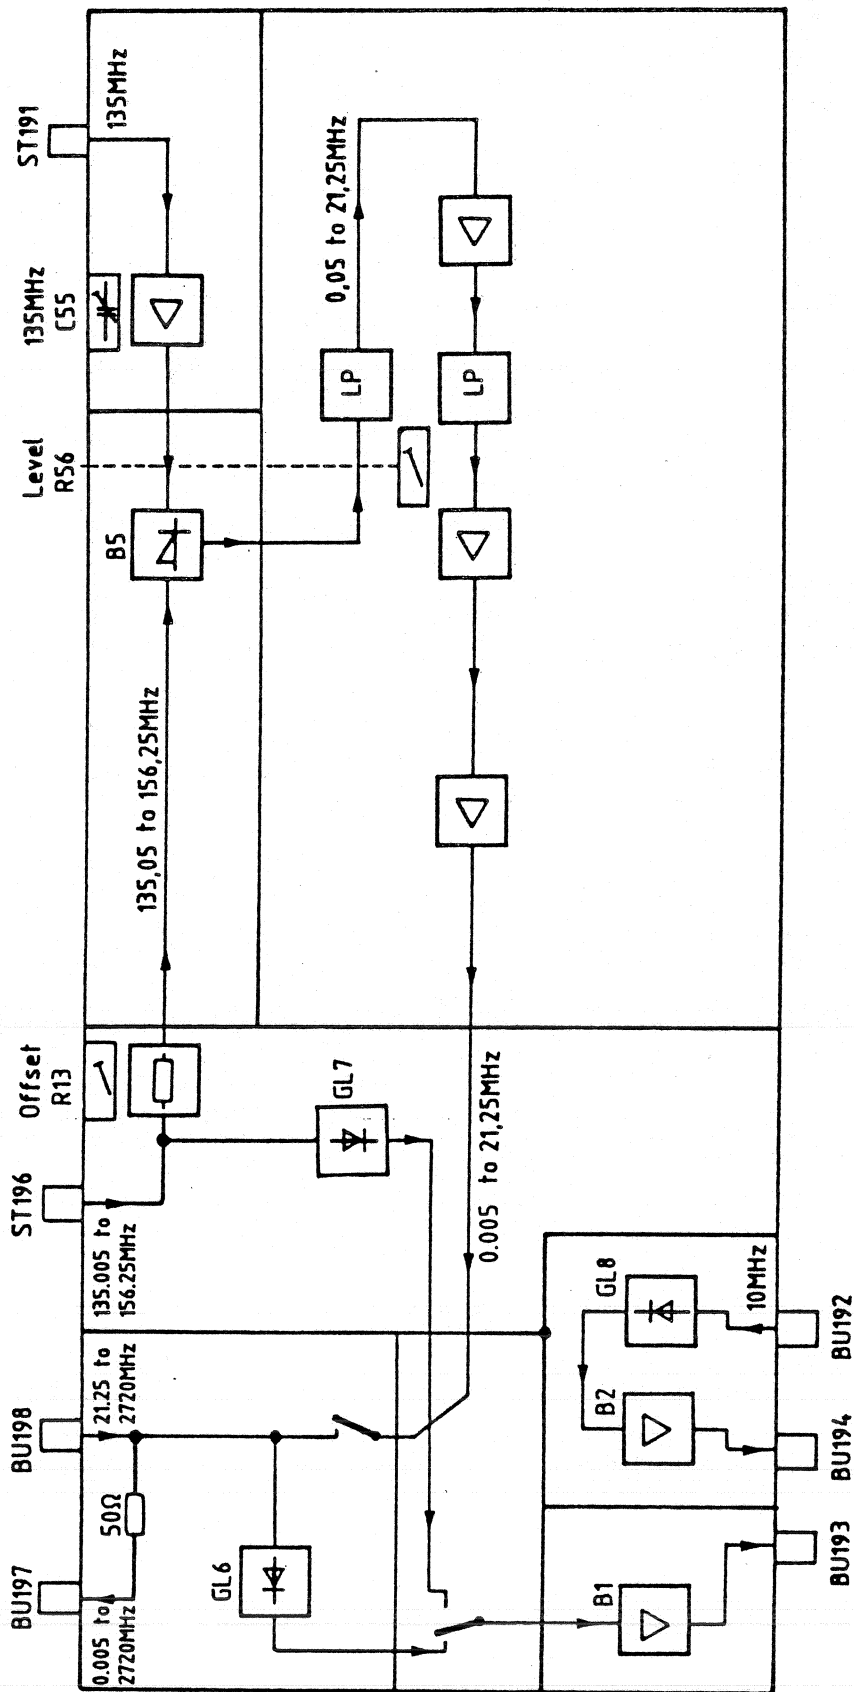 ST191
135MHz
135MHz
C55
Level
R56
B5
LP
0,05 to 21,25MHz
LP
135,05 to 156,25MHz
Offset
R13
GL7
0.005 to 21,25MHz
ST196
135.005 to
156.25MHz
BU198
21.25 to
2720MHz
50Ω
BU197
0.005 to
2720MHz
GL6
GL8
10MHz
BU192
B2
BU194
B1
BU193